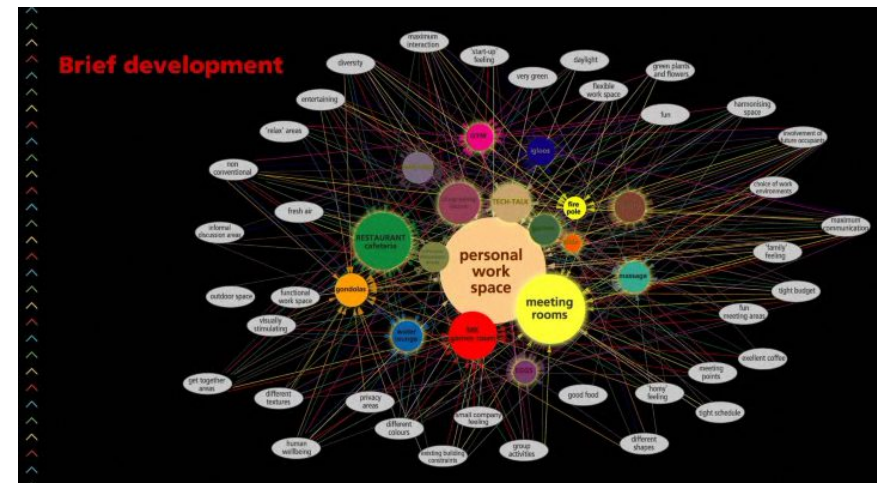 Brief development
maximum
interaction
'start-up'
feeling
daylight
diversity
very green
green plants
and flowers
flexible
work space
entertaining
fun
harmonising
space
'relax' areas
involvement of
future occupants
igloos
non
conventional
choice of work
environments
TECH-TALK
fire
pole
fresh air
maximum
communication
informal
discussion areas
RESTAURANT
cafeteria
'family'
feeling
personal
work
space
massage
gondolas
tight budget
outdoor space
functional
work space
meeting
rooms
fun
meeting areas
visually
stimulating
water
lounge
exellent coffee
meeting
points
get together
areas
different
textures
privacy
areas
good food
'homy'
feeling
tight schedule
small company
feeling
different
colours
human
wellbeing
existing building
constraints
group
activities
different
shapes